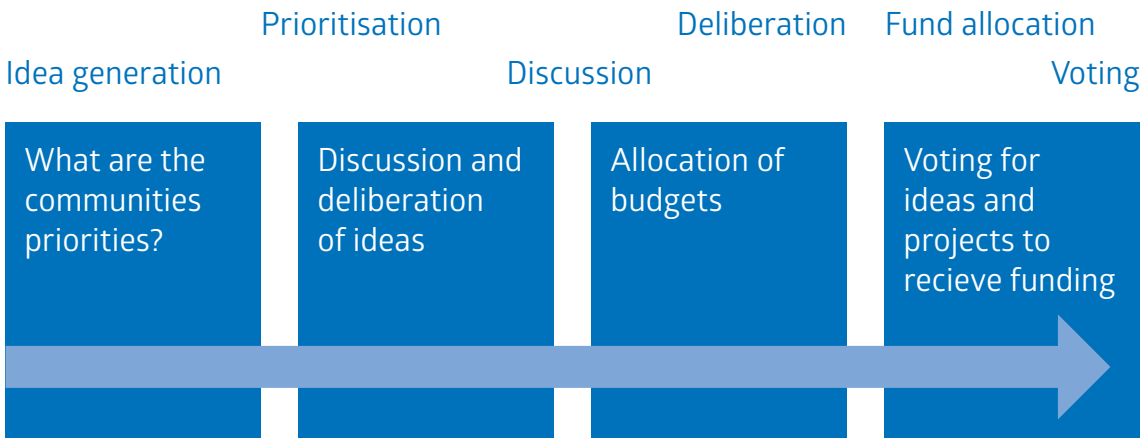 Prioritisation
Deliberation
Fund allocation
Idea generation
Discussion
Voting
What are the
communities
priorities?
Discussion and
deliberation
of ideas
Allocation of
budgets
Voting for
ideas and
projects to
recieve funding